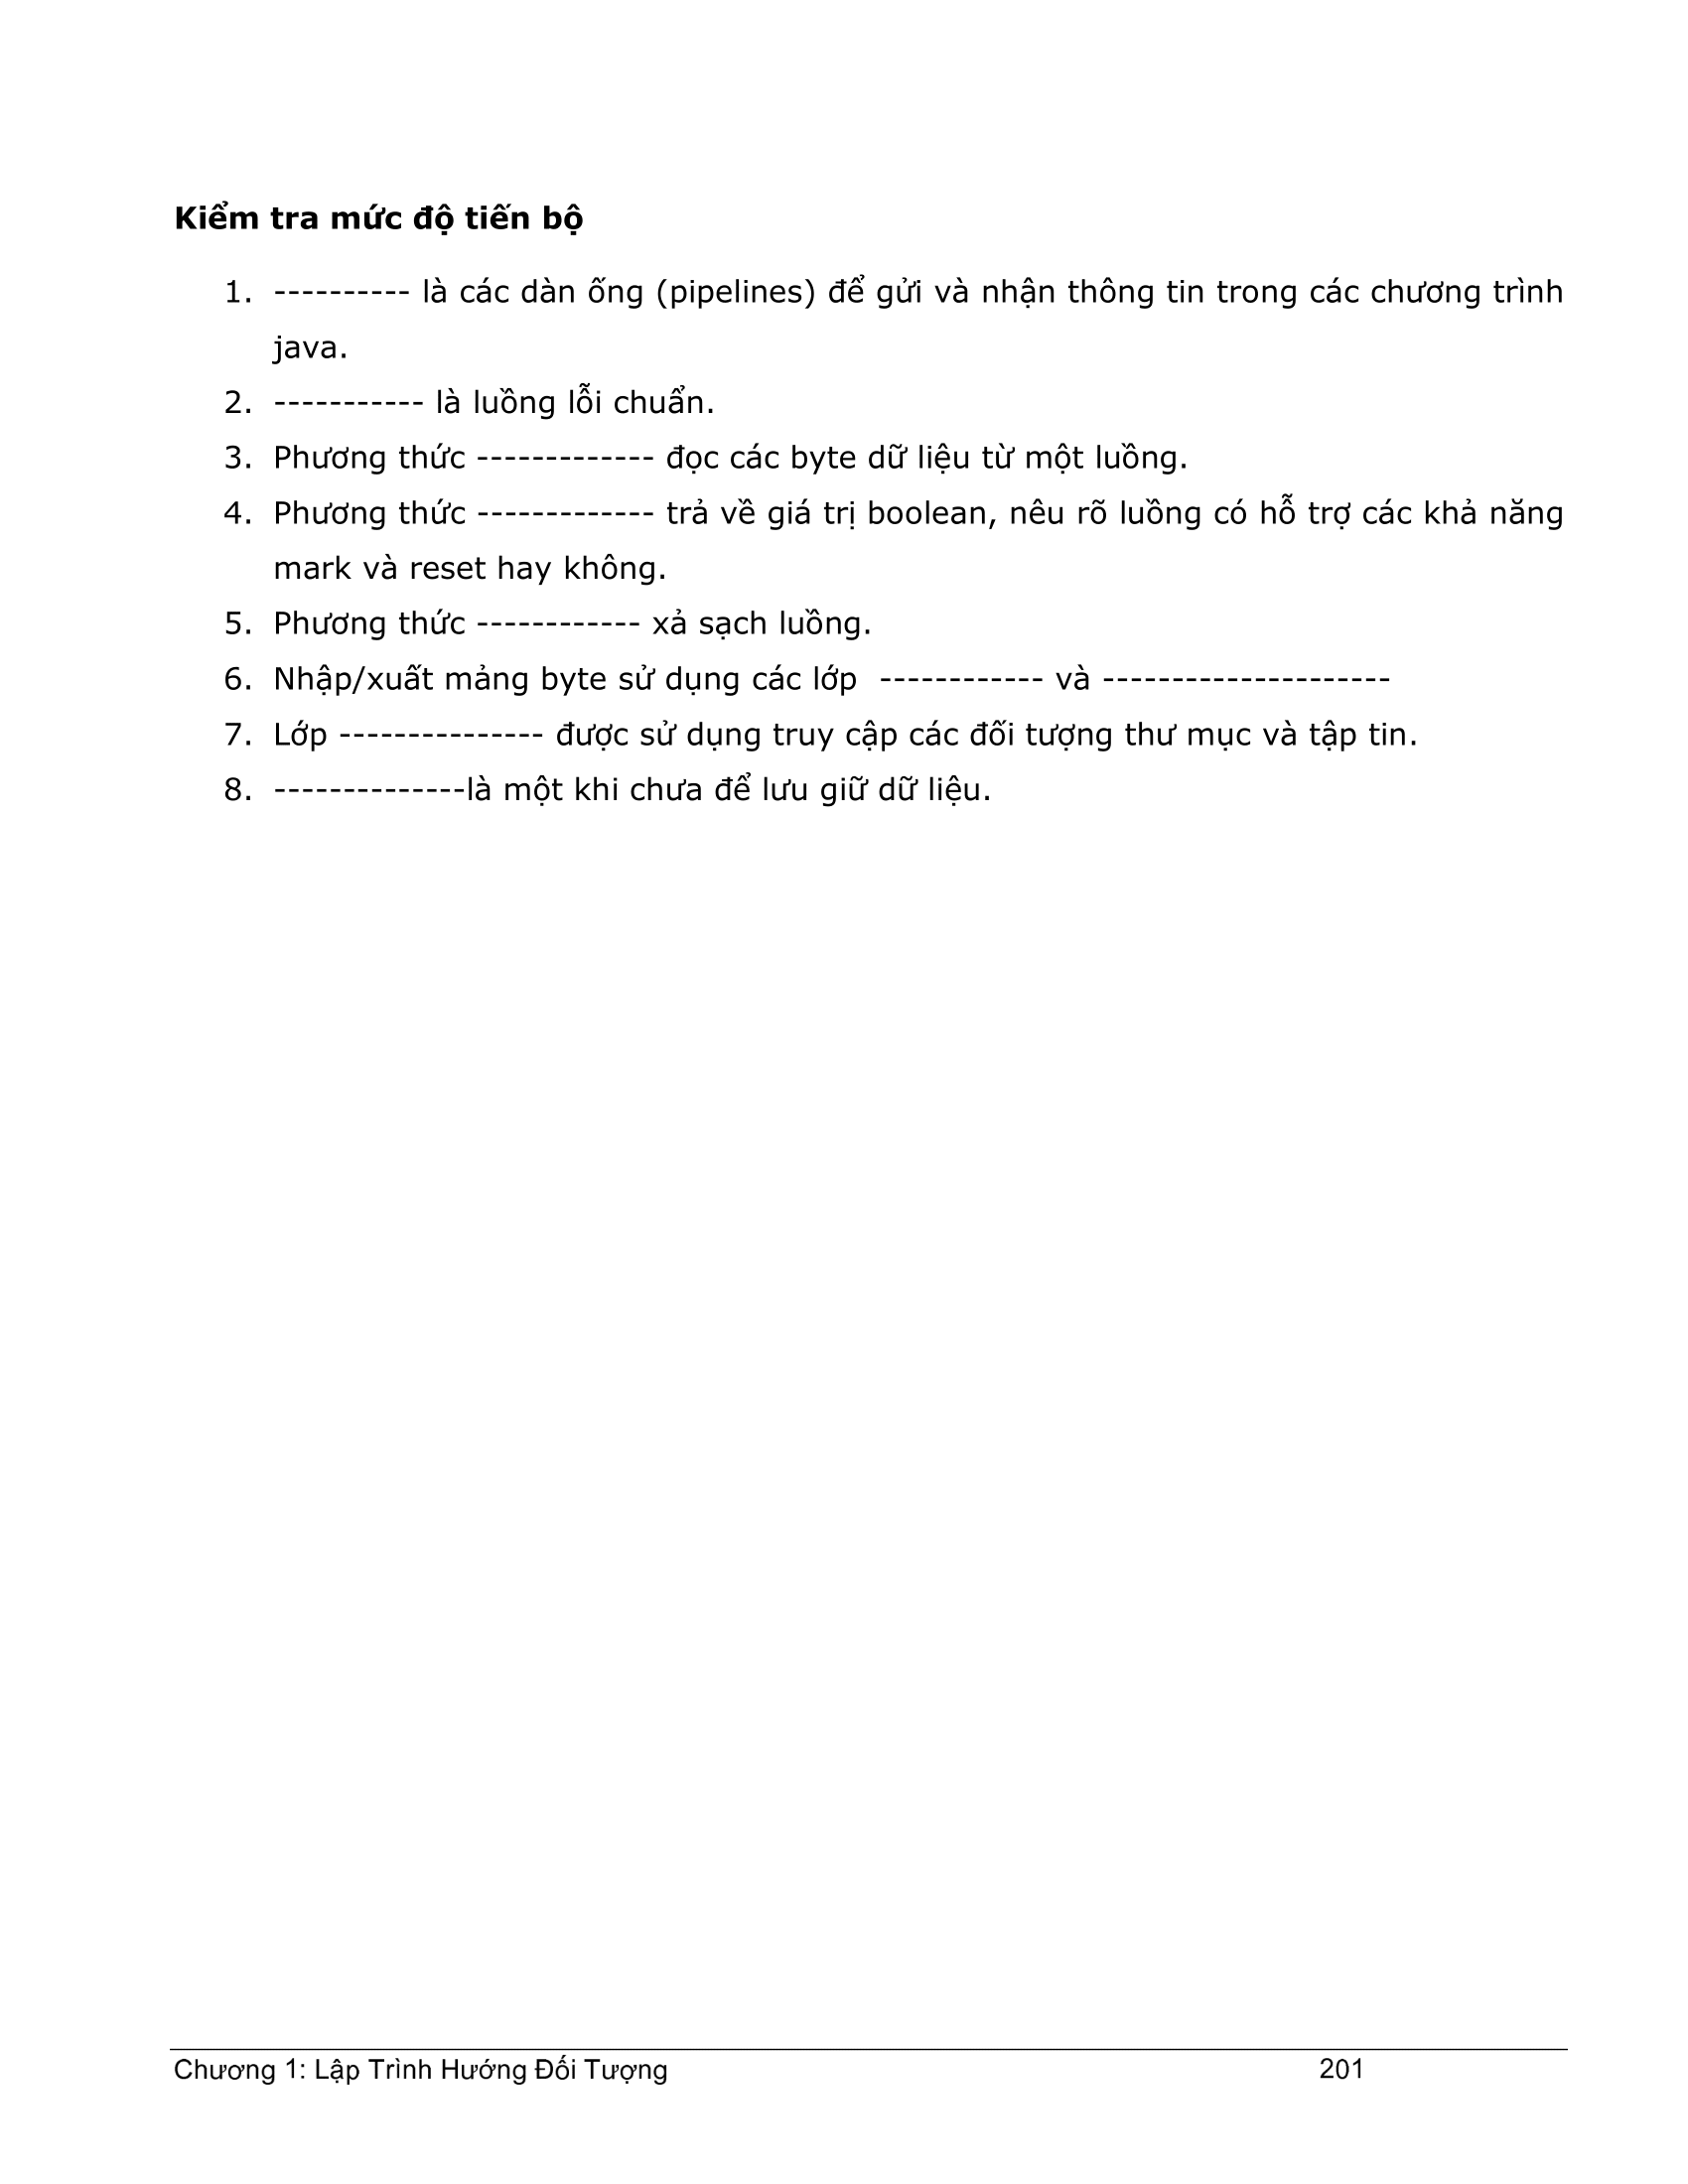 Kiểm tra mức độ tiến bộ
1. ---------- là các dàn ống (pipelines) để gửi và nhận thông tin trong các chương trình
java.
2. ----------- là luồng lỗi chuẩn.
3. Phương thức ------------- đọc các byte dữ liệu từ một luồng.
4. Phương thức ------------- trả về giá trị boolean, nêu rõ luồng có hỗ trợ các khả năng
mark và reset hay không.
5. Phương thức ------------ xả sạch luồng.
6. Nhập/xuất mảng byte sử dụng các lớp ------------ và ---------------------
7. Lớp --------------- được sử dụng truy cập các đối tượng thư mục và tập tin.
8. --------------là một khi chưa để lưu giữ dữ liệu.
Chương 1: Lập Trình Hướng Đối Tượng 201